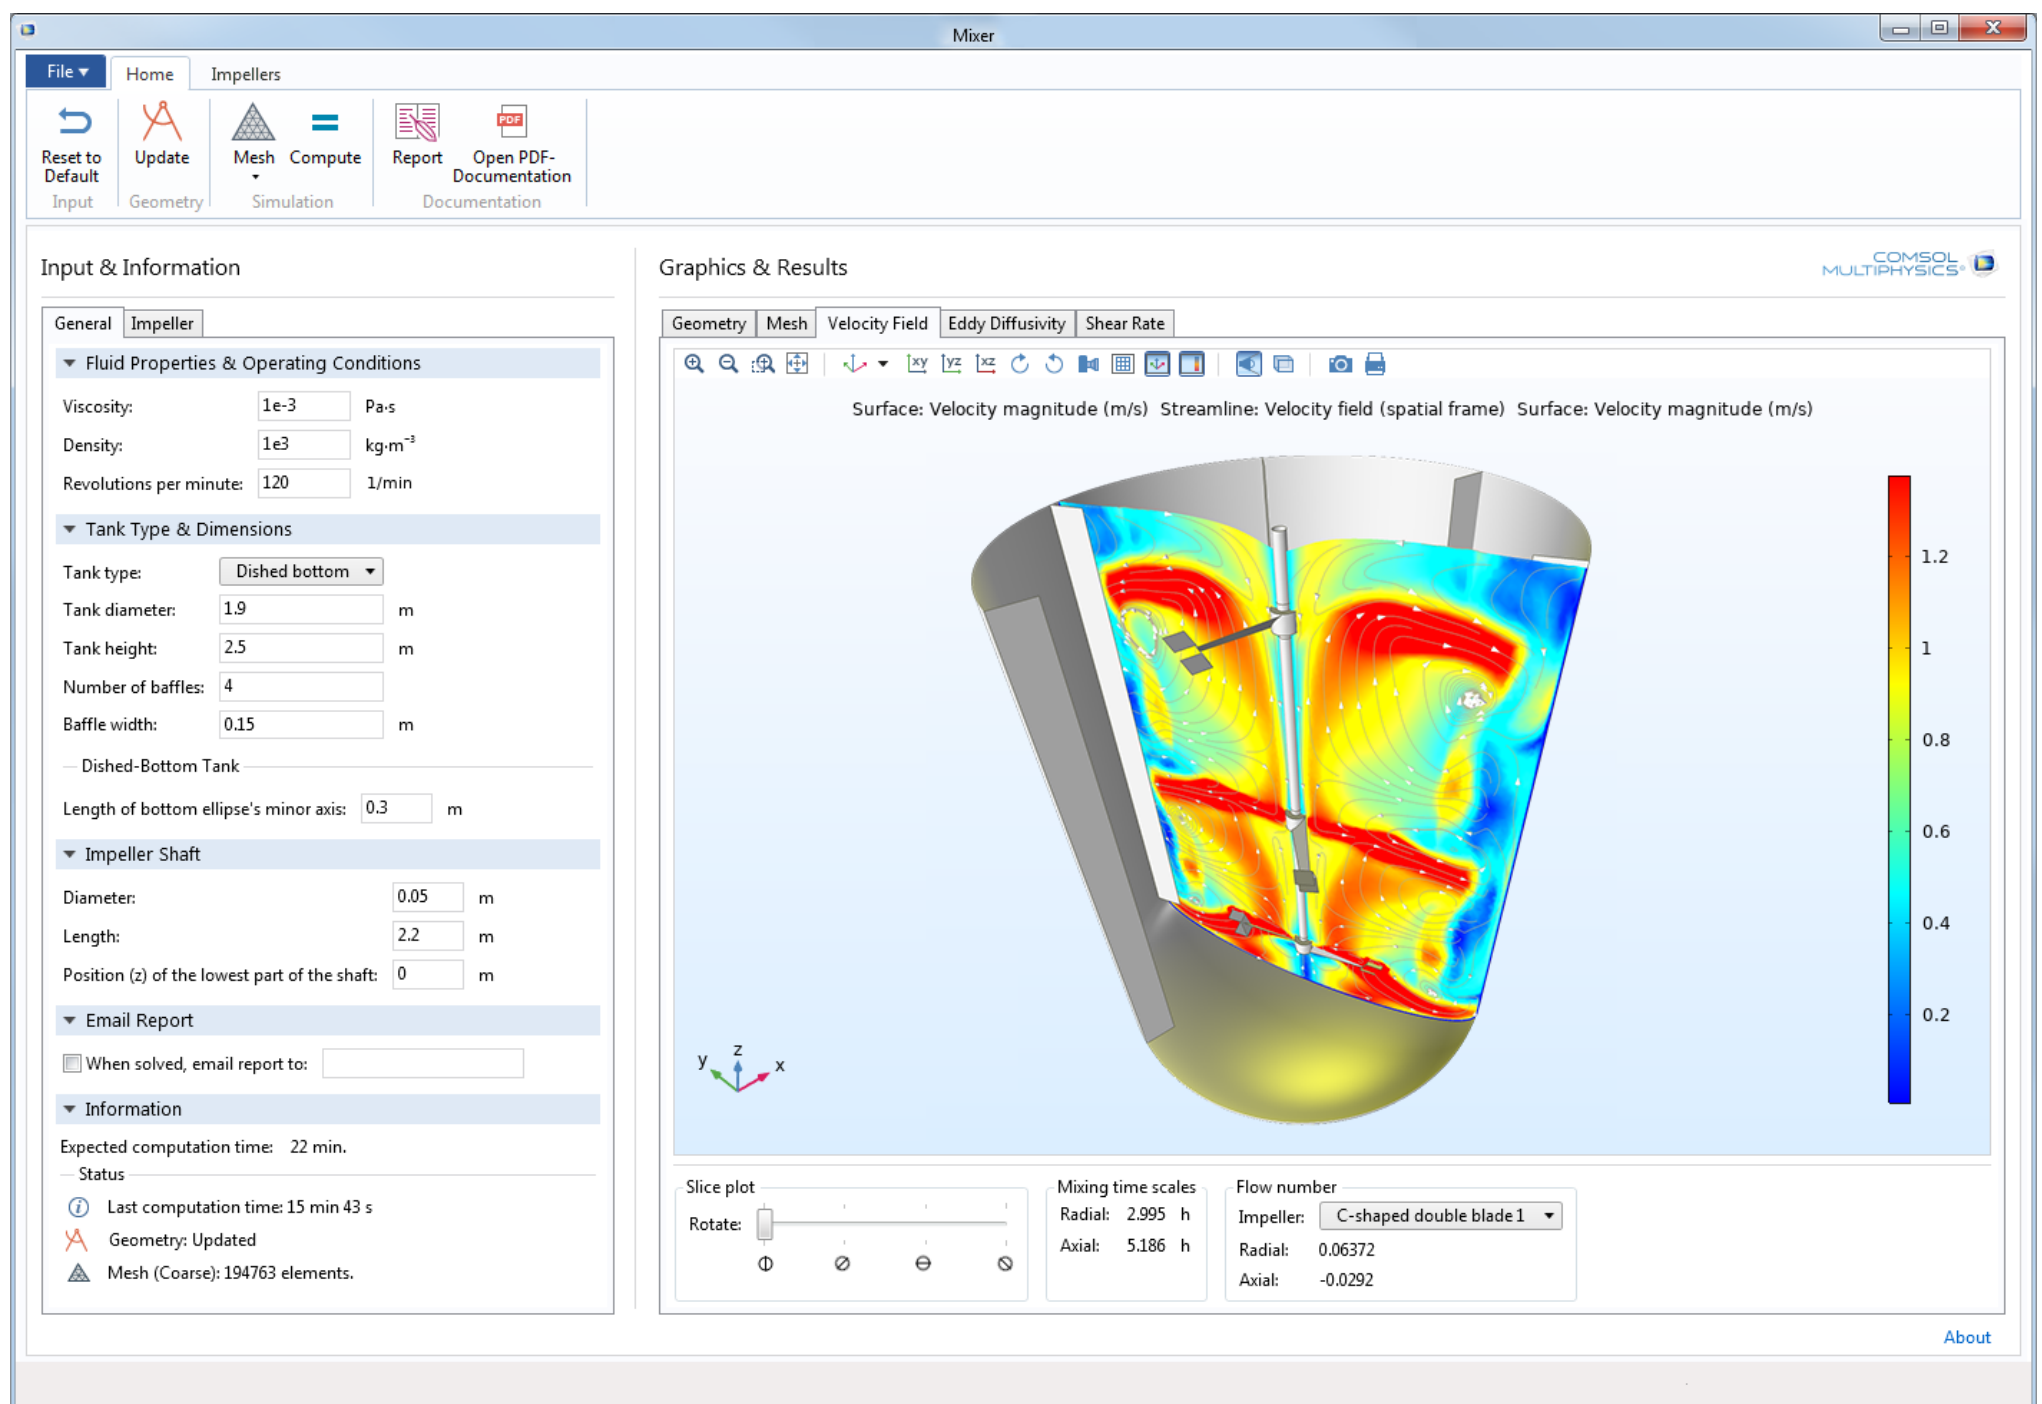 Mixer
File Home Impellers
Reset to Default
Update
Mesh
Compute
Report
Open PDF-Documentation
PDF
Input
Geometry
Simulation
Documentation
Input & Information
General Impeller
Fluid Properties & Operating Conditions
Viscosity: 1e-3 Pa·s
Density: 1e3 kg·m⁻³
Revolutions per minute: 120 1/min
Tank Type & Dimensions
Tank type: Dished bottom
Tank diameter: 1.9 m
Tank height: 2.5 m
Number of baffles: 4
Baffle width: 0.15 m
Dished-Bottom Tank
Length of bottom ellipse's minor axis: 0.3 m
Impeller Shaft
Diameter: 0.05 m
Length: 2.2 m
Position (z) of the lowest part of the shaft: 0 m
Email Report
When solved, email report to:
Information
Expected computation time: 22 min.
Status
Last computation time: 15 min 43 s
Geometry: Updated
Mesh (Coarse): 194763 elements.
Graphics & Results
COMSOL
MULTIPHYSICS®
Geometry Mesh Velocity Field Eddy Diffusivity Shear Rate
xy yz xz
Surface: Velocity magnitude (m/s) Streamline: Velocity field (spatial frame) Surface: Velocity magnitude (m/s)
1.2
1
0.8
0.6
0.4
0.2
y z x
Slice plot
Rotate:
Mixing time scales
Radial: 2.995 h
Axial: 5.186 h
Flow number
Impeller: C-shaped double blade 1
Radial: 0.06372
Axial: -0.0292
About